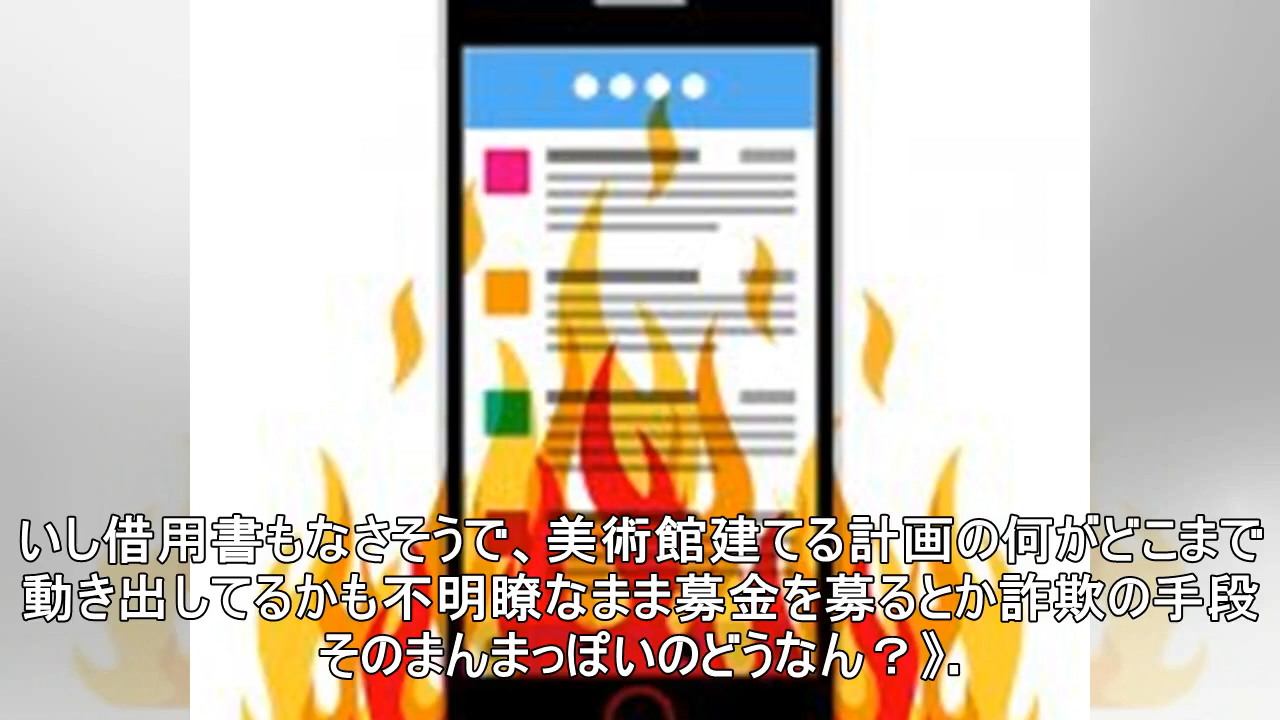 いし借用書もなさそうで、美術館建てる計画の何がどこまで
動き出してるかも不明瞭なまま募金を募るとか詐欺の手段
そのまんまっぽいのどうなん？》.